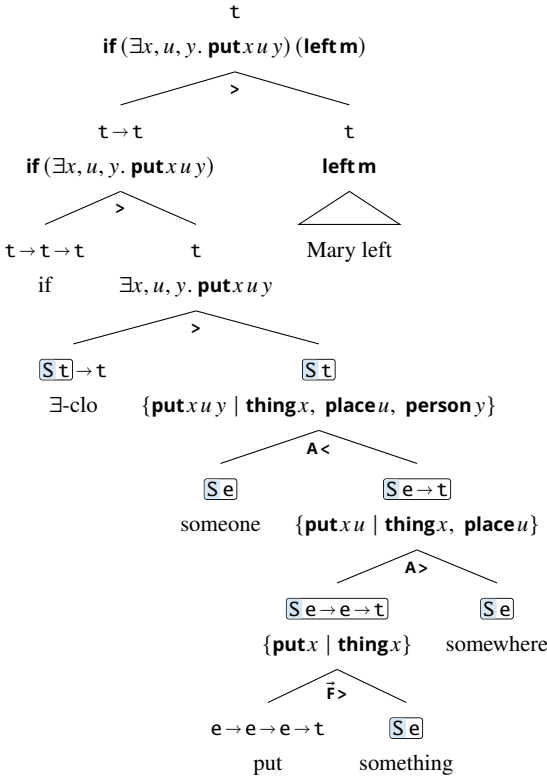 t
if (∃x, u, y. put x u y) (left m)
>
t→t t
if (∃x, u, y. put x u y) left m
>
t→t→t t Mary left
if ∃x, u, y. put x u y
>
S t→t S t
∃-clo {put x u y | thing x, place u, person y}
A<
S e S e→t
someone {put x u | thing x, place u}
A>
S e→e→t S e
{put x | thing x} somewhere
F⃗>
e→e→e→t S e
put something